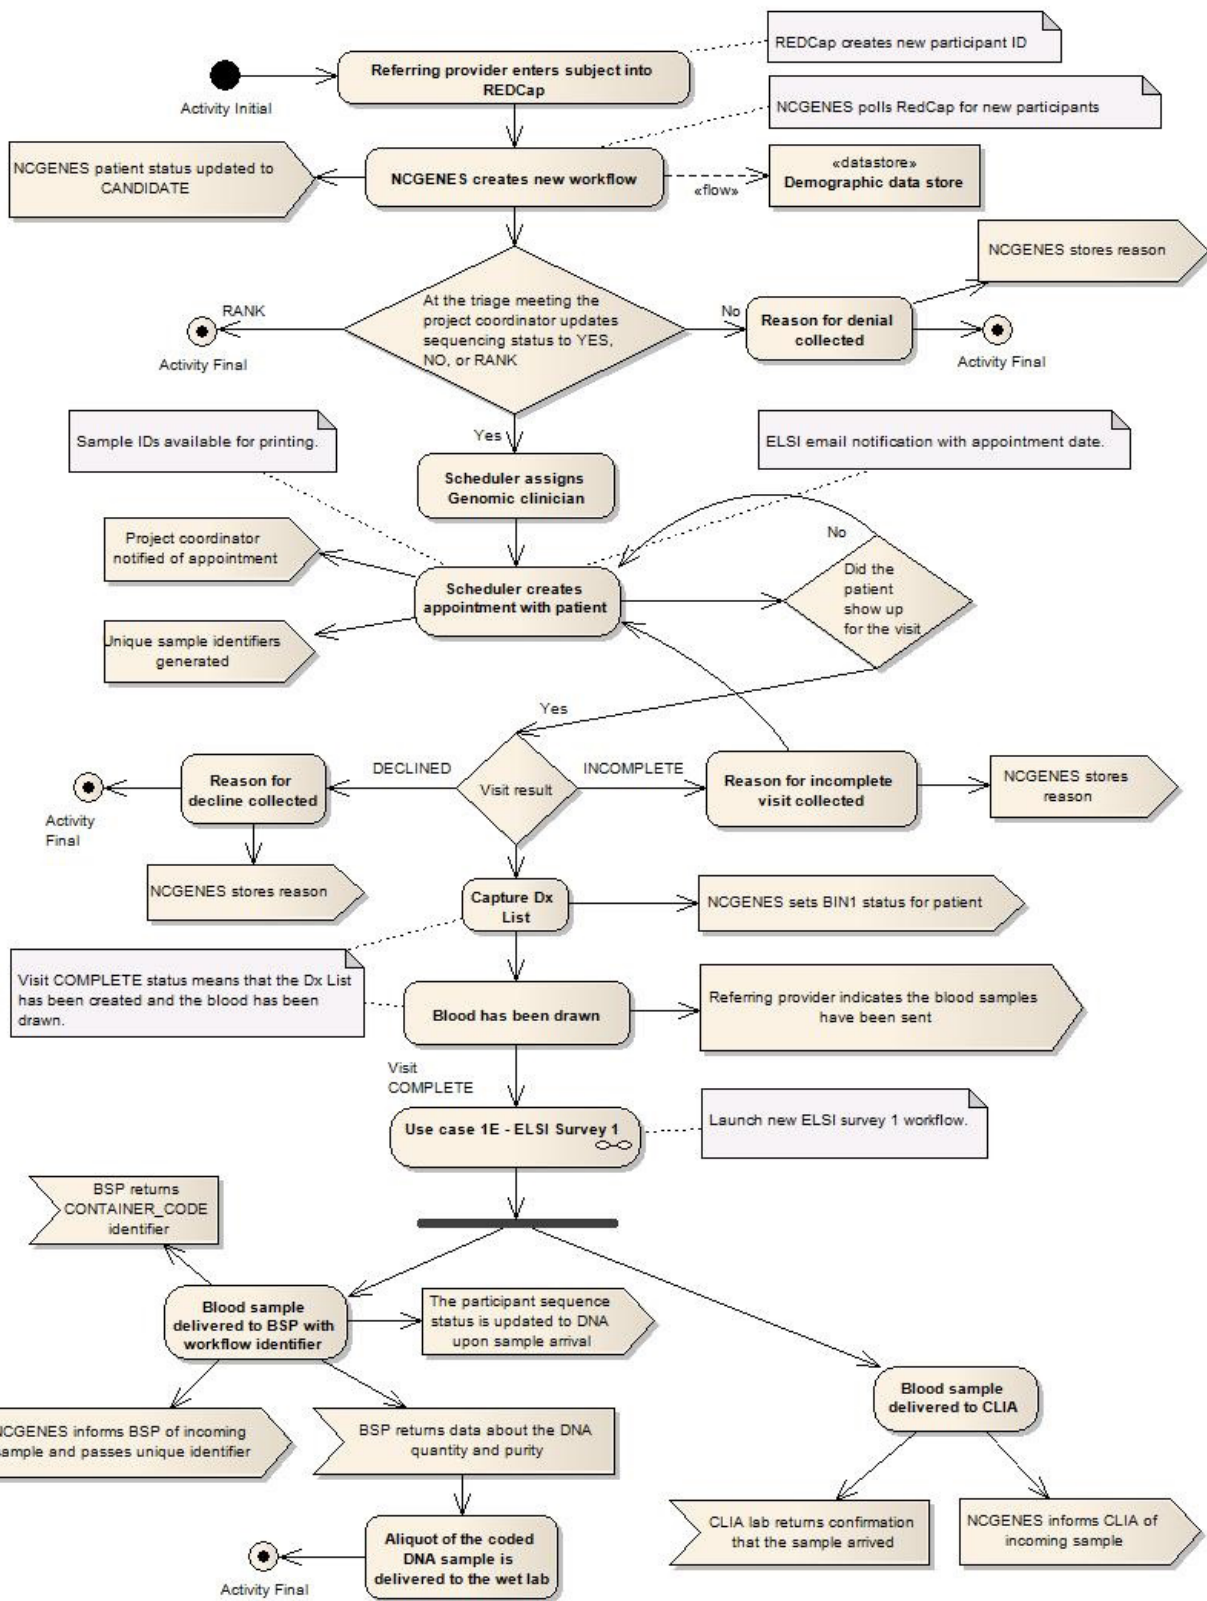 REDCap creates new participant ID
Referring provider enters subject into
REDCap
Activity Initial
NCGENES polls RedCap for new participants
NCGENES patient status updated to
CANDIDATE
NCGENES creates new workflow
«flow»
«datastore»
Demographic data store
NCGENES stores reason
RANK
At the triage meeting the
project coordinator updates
sequencing status to YES,
NO, or RANK
No
Reason for denial
collected
Activity Final
Activity Final
Sample IDs available for printing.
Yes
ELSI email notification with appointment date.
Scheduler assigns
Genomic clinician
Project coordinator
notified of appointment
No
Scheduler creates
appointment with patient
Did the
patient
show up
for the visit
Unique sample identifiers
generated
Yes
DECLINED
INCOMPLETE
Reason for
decline collected
Visit result
Reason for incomplete
visit collected
NCGENES stores
reason
Activity
Final
NCGENES stores reason
Capture Dx
List
NCGENES sets BIN1 status for patient
Visit COMPLETE status means that the Dx List
has been created and the blood has been
drawn.
Blood has been drawn
Referring provider indicates the blood samples
have been sent
Visit
COMPLETE
Use case 1E - ELSI Survey 1
Launch new ELSI survey 1 workflow.
BSP returns
CONTAINER_CODE
identifier
Blood sample
delivered to BSP with
workflow identifier
The participant sequence
status is updated to DNA
upon sample arrival
Blood sample
delivered to CLIA
NCGENES informs BSP of incoming
sample and passes unique identifier
BSP returns data about the DNA
quantity and purity
CLIA lab returns confirmation
that the sample arrived
NCGENES informs CLIA of
incoming sample
Aliquot of the coded
DNA sample is
delivered to the wet lab
Activity Final